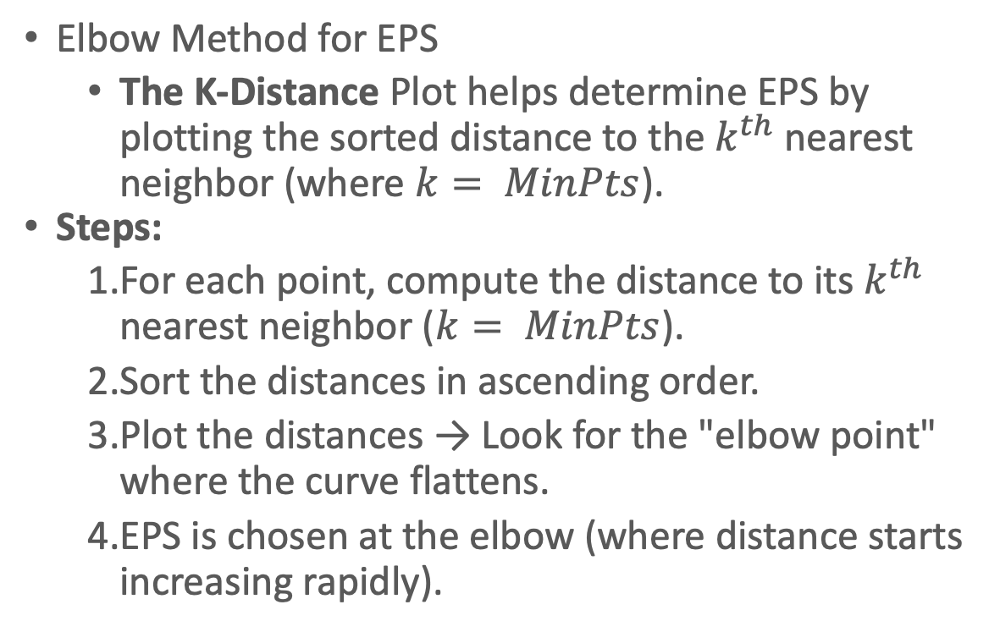 • Elbow Method for EPS
• The K-Distance Plot helps determine EPS by
plotting the sorted distance to the k^th nearest
neighbor (where k = MinPts).
• Steps:
1.For each point, compute the distance to its k^th
nearest neighbor (k = MinPts).
2.Sort the distances in ascending order.
3.Plot the distances → Look for the "elbow point"
where the curve flattens.
4.EPS is chosen at the elbow (where distance starts
increasing rapidly).